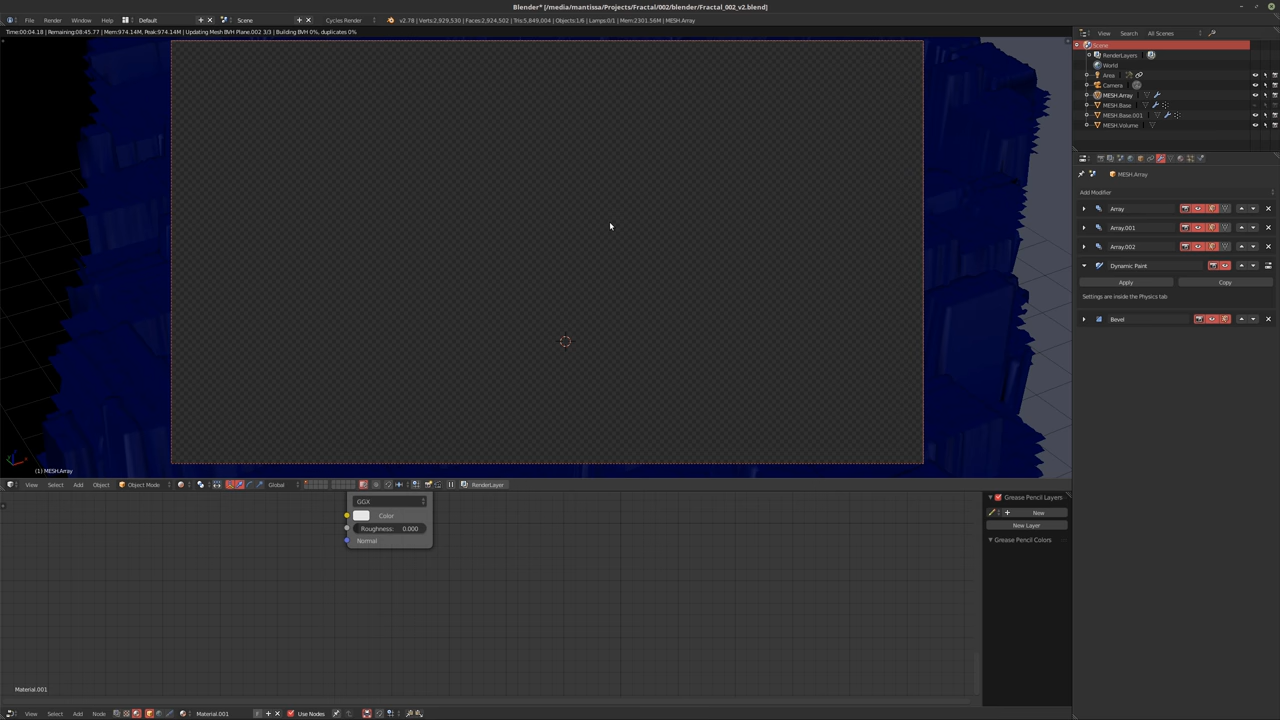 Blender* [/media/mantissa/Projects/Fractal/002/blender/Fractal_002_v2.blend]
File Render Window Help Default Scene Cycles Render v2.78 | Verts:2,929,530 | Faces:2,924,502 | Tris:5,849,004 | Objects:1/6 | Lamps:0/1 | Mem:2301.56M | MESH.Array
Time:00:04.18 | Remaining:08:45.77 | Mem:974.14M, Peak:974.14M | Updating Mesh BVH Plane.002 3/3 | Building BVH 0%, duplicates 0%
View Search All Scenes
Scene
RenderLayers
World
Area
Camera
MESH.Array
MESH.Base
MESH.Base.001
MESH.Volume
MESH.Array
Add Modifier
Array
Array.001
Array.002
Dynamic Paint
Apply Copy
Settings are inside the Physics tab
Bevel
(1) MESH.Array
View Select Add Object Object Mode Global RenderLayer
GGX
Color
Roughness: 0.000
Normal
Grease Pencil Layers
New
New Layer
Grease Pencil Colors
Material.001
View Select Add Node Material.001 F Use Nodes